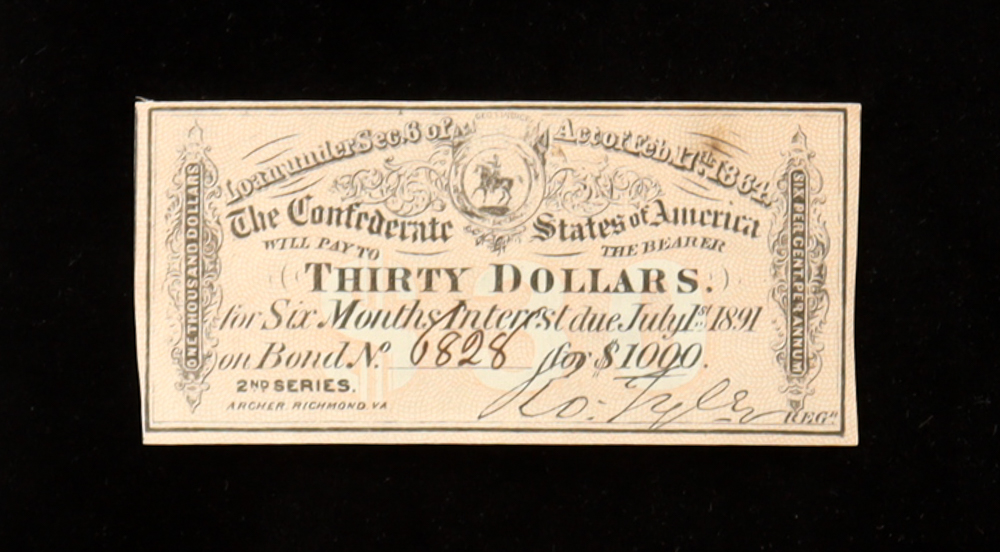 Loan under Sec. 6 of Act of Feb. 17th 1864.
ONE THOUSAND DOLLARS
The Confederate States of America
WILL PAY TO THE BEARER
THIRTY DOLLARS.
for Six Months Interest due July 1st 1891
on Bond No. 6828 for $1000.
2ND SERIES.
ARCHER. RICHMOND. VA
Ro. Tyler
REGR
SIX PER CENT. PER ANNUM
$30